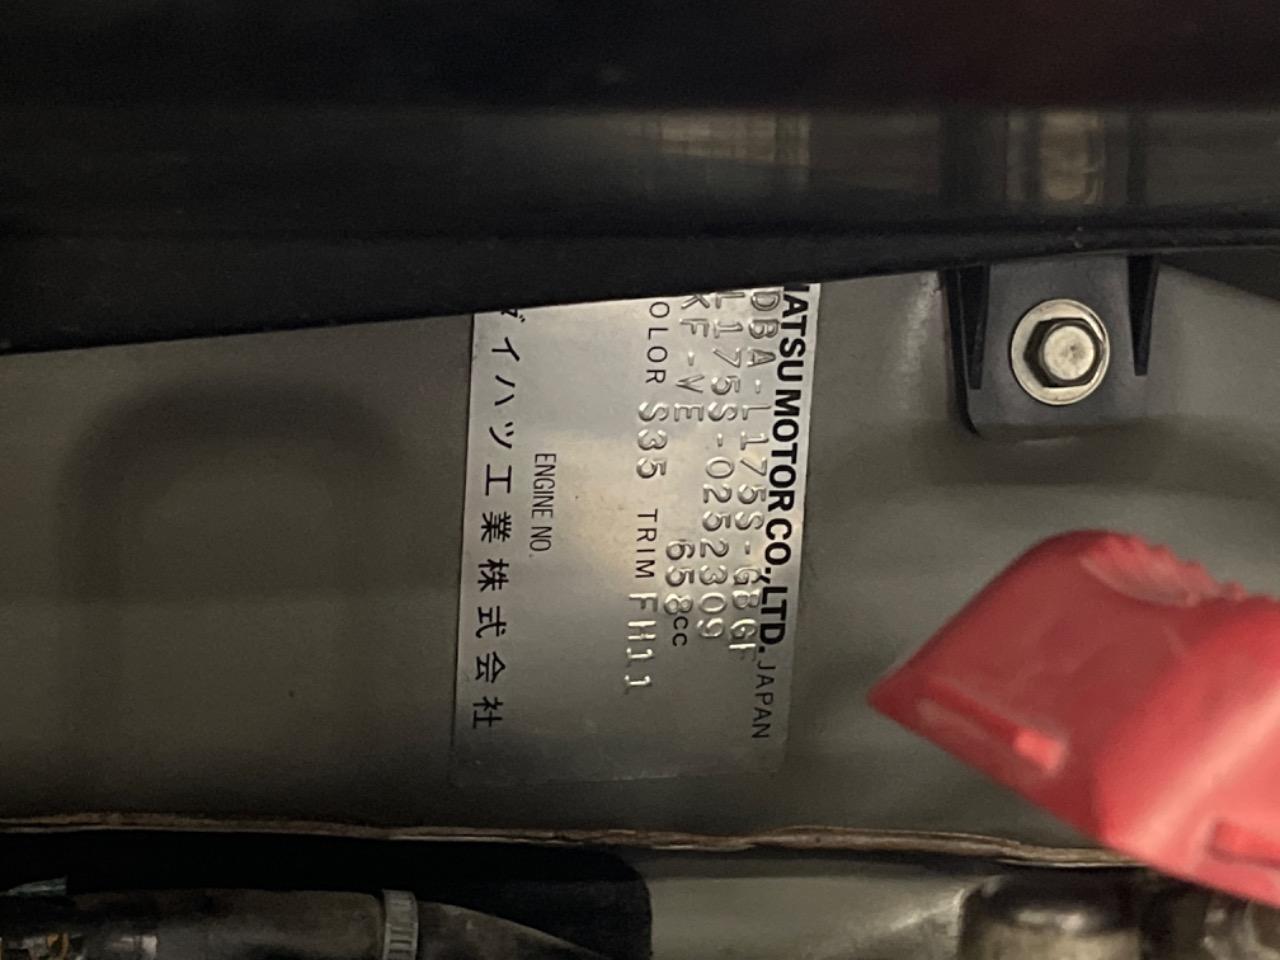 HATSU MOTOR CO., LTD. JAPAN
DBA-L175S-GBGF
L175S-0252309
KF-VE 658cc
OLOR S35 TRIM FH11
ENGINE NO.
ダイハツ工業株式会社